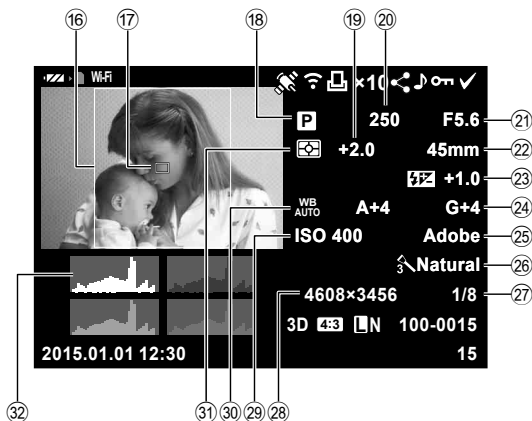 ⑯ ⑰ ⑱ ⑲ ⑳
Wi-Fi ×10
P 250 F5.6 ㉑
+2.0 45mm ㉒
+1.0 ㉓
WB AUTO A+4 G+4 ㉔
ISO 400 Adobe ㉕
3 Natural ㉖
4608×3456 1/8 ㉗
3D 4:3 L N 100-0015
2015.01.01 12:30 15
㉜ ㉛ ㉚ ㉙ ㉘